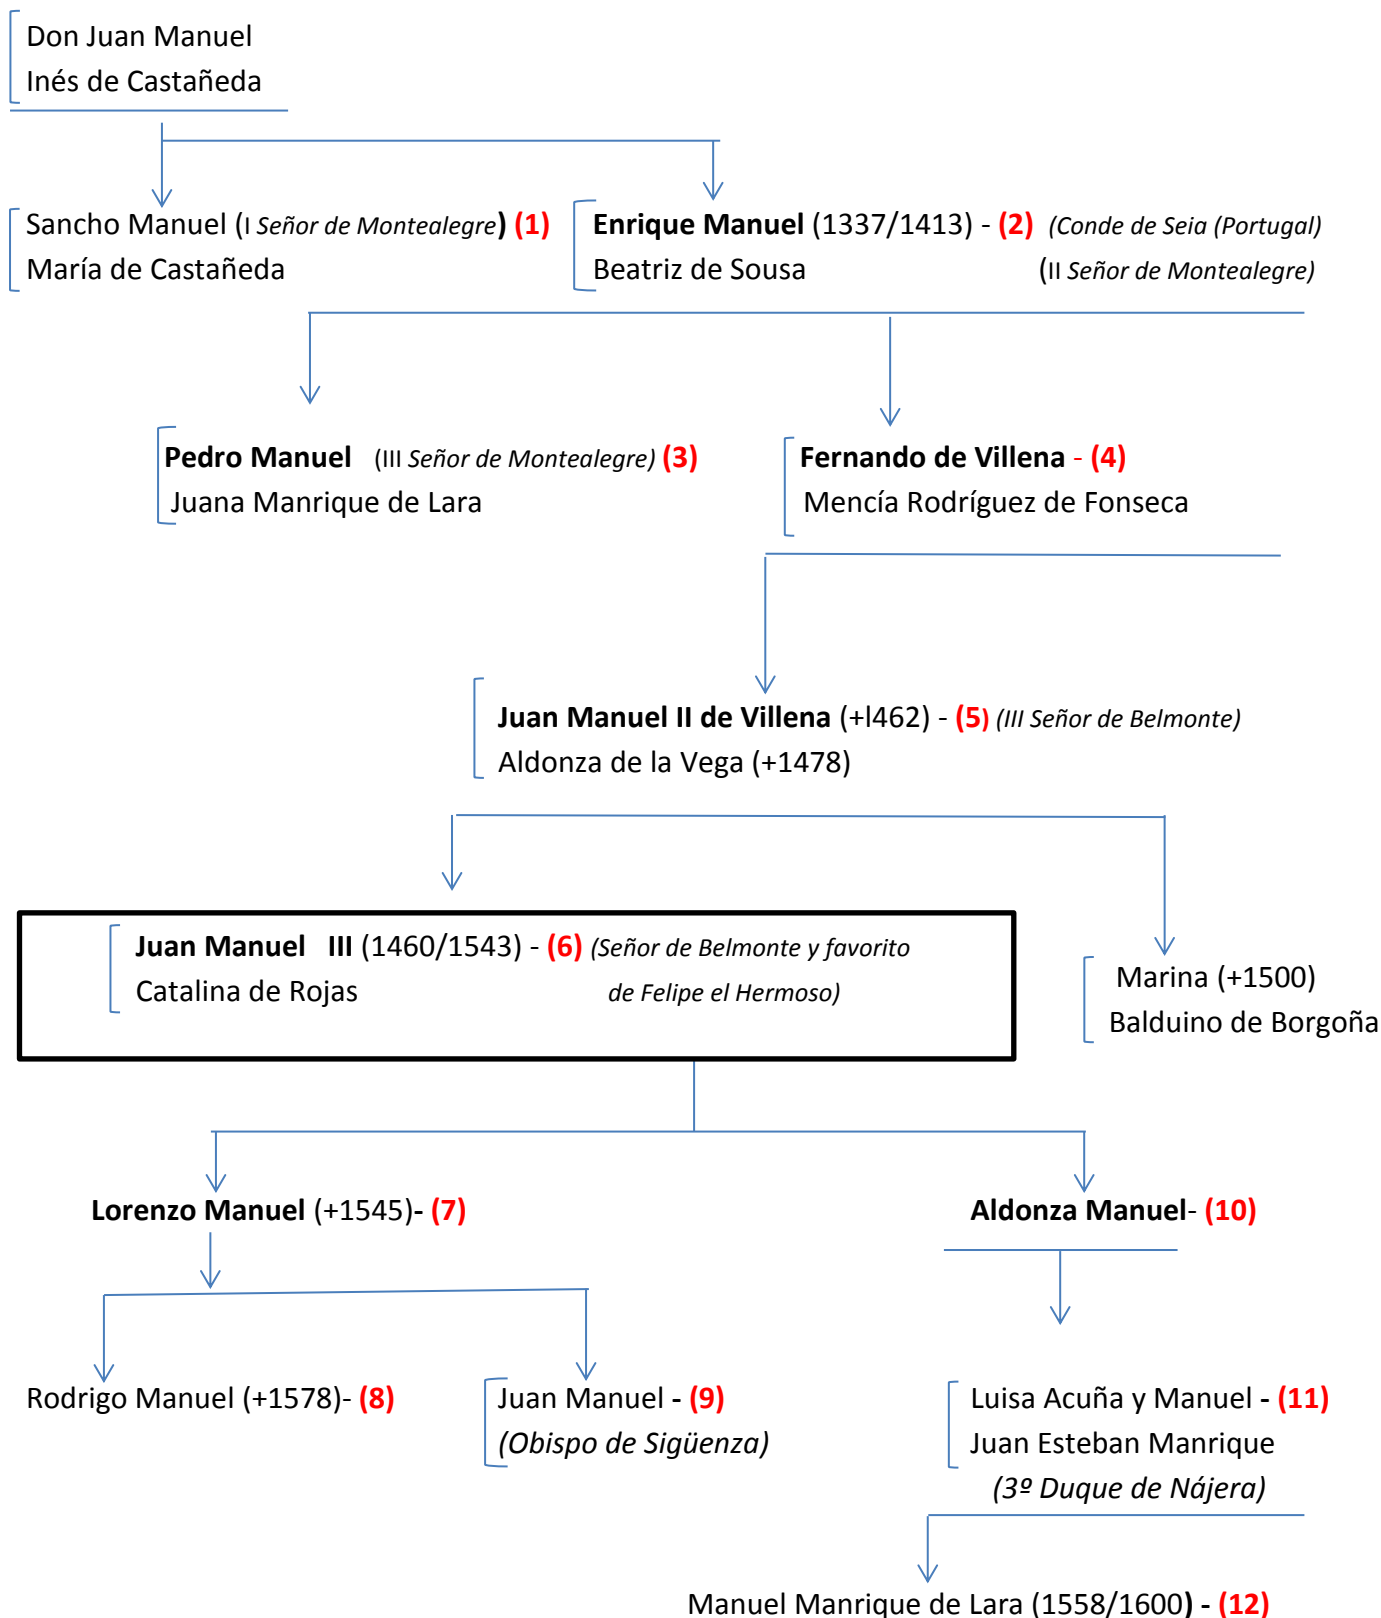 Don Juan Manuel
Inés de Castañeda
Sancho Manuel (I Señor de Montealegre) (1)
María de Castañeda
Enrique Manuel (1337/1413) - (2) (Conde de Seia (Portugal)
Beatriz de Sousa (II Señor de Montealegre)
Pedro Manuel (III Señor de Montealegre) (3)
Juana Manrique de Lara
Fernando de Villena - (4)
Mencía Rodríguez de Fonseca
Juan Manuel II de Villena (+l462) - (5) (III Señor de Belmonte)
Aldonza de la Vega (+1478)
Juan Manuel III (1460/1543) - (6) (Señor de Belmonte y favorito
Catalina de Rojas de Felipe el Hermoso)
Marina (+1500)
Balduino de Borgoña
Lorenzo Manuel (+1545)- (7)
Aldonza Manuel- (10)
Rodrigo Manuel (+1578)- (8)
Juan Manuel - (9)
(Obispo de Sigüenza)
Luisa Acuña y Manuel - (11)
Juan Esteban Manrique
(3º Duque de Nájera)
Manuel Manrique de Lara (1558/1600) - (12)